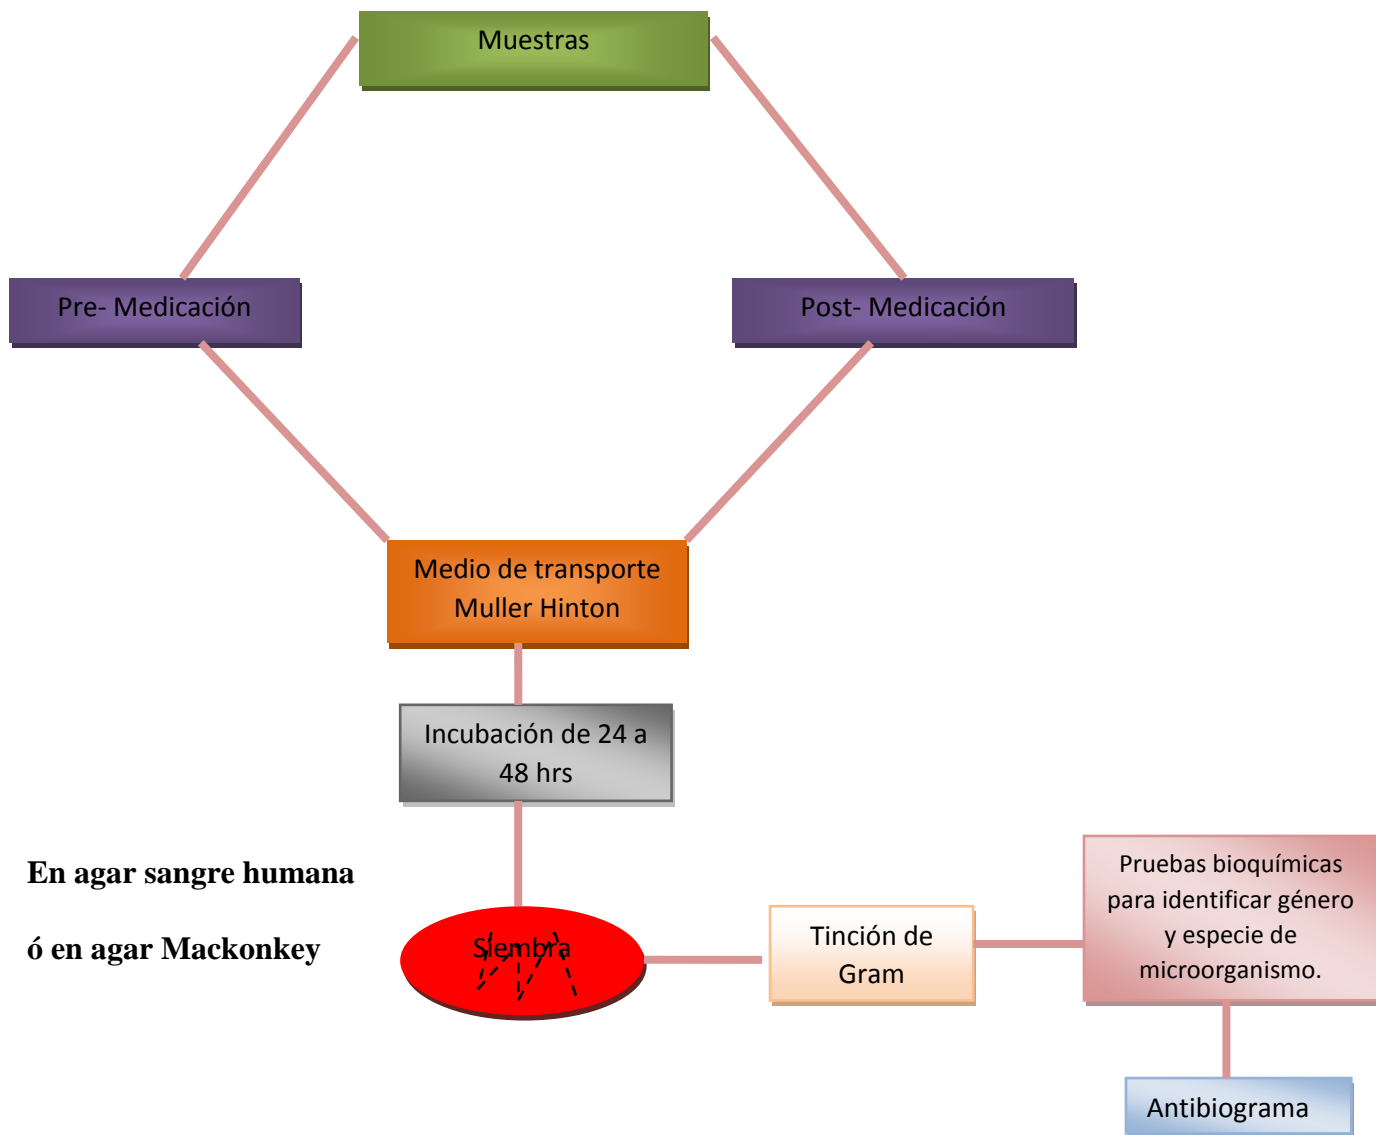 Muestras
Pre- Medicación
Post- Medicación
Medio de transporte
Muller Hinton
Incubación de 24 a
48 hrs
En agar sangre humana
ó en agar Mackonkey
Siembra
Tinción de
Gram
Pruebas bioquímicas
para identificar género
y especie de
microorganismo.
Antibiograma